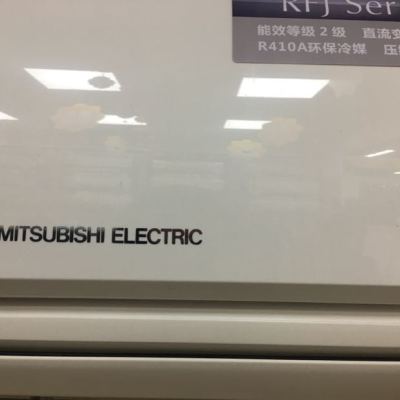 RFJ Ser
能效等级 2 级 直流变
R410A环保冷媒 压缩
MITSUBISHI ELECTRIC